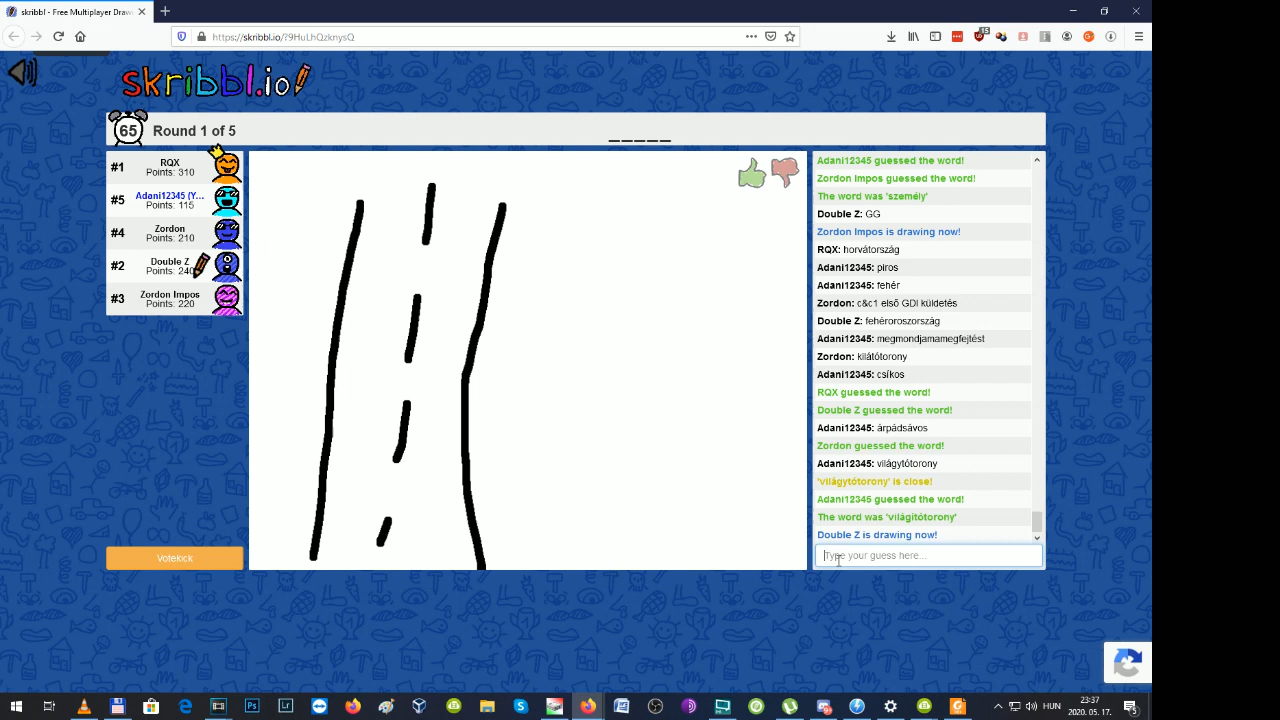 skribbl - Free Multiplayer Draw
https://skribbl.io/?9HuLhQzknysQ
15
skribbl.io
65
Round 1 of 5
_____
#1
RQX
Points: 310
#5
Adani12345 (Y...
Points: 115
#4
Zordon
Points: 210
#2
Double Z
Points: 240
#3
Zordon Impos
Points: 220
Votekick
Adani12345 guessed the word!
Zordon Impos guessed the word!
The word was 'személy'
Double Z: GG
Zordon Impos is drawing now!
RQX: horvátország
Adani12345: piros
Adani12345: fehér
Zordon: c&c1 első GDI küldetés
Double Z: fehéroroszország
Adani12345: megmondjamamegfejtést
Zordon: kilátótorony
Adani12345: csíkos
RQX guessed the word!
Double Z guessed the word!
Adani12345: árpádsávos
Zordon guessed the word!
Adani12345: világytótorony
'világytótorony' is close!
Adani12345 guessed the word!
The word was 'világítótorony'
Double Z is drawing now!
Type your guess here...
HUN
23:37
2020. 05. 17.